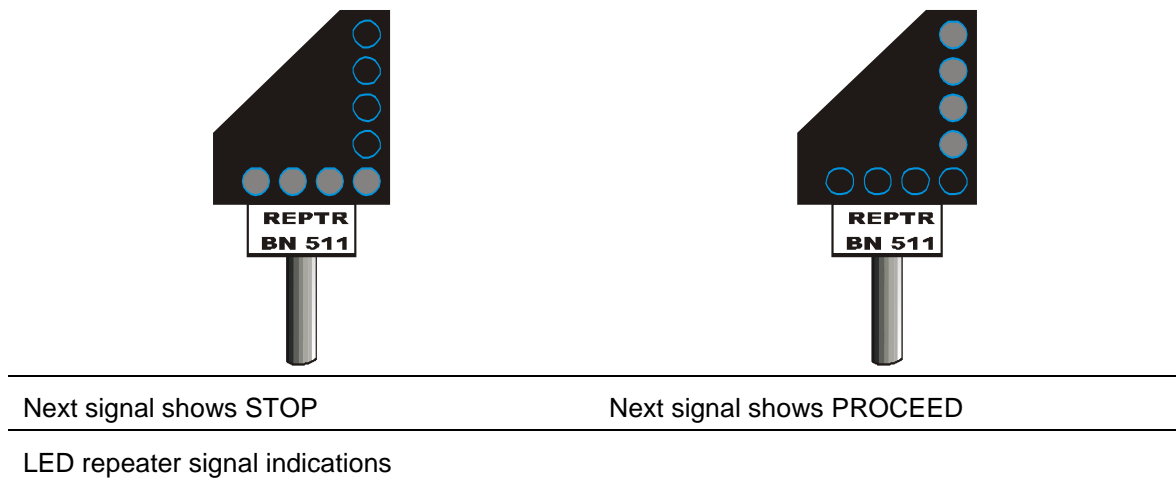 REPTR
BN 511
REPTR
BN 511
Next signal shows STOP
Next signal shows PROCEED
LED repeater signal indications